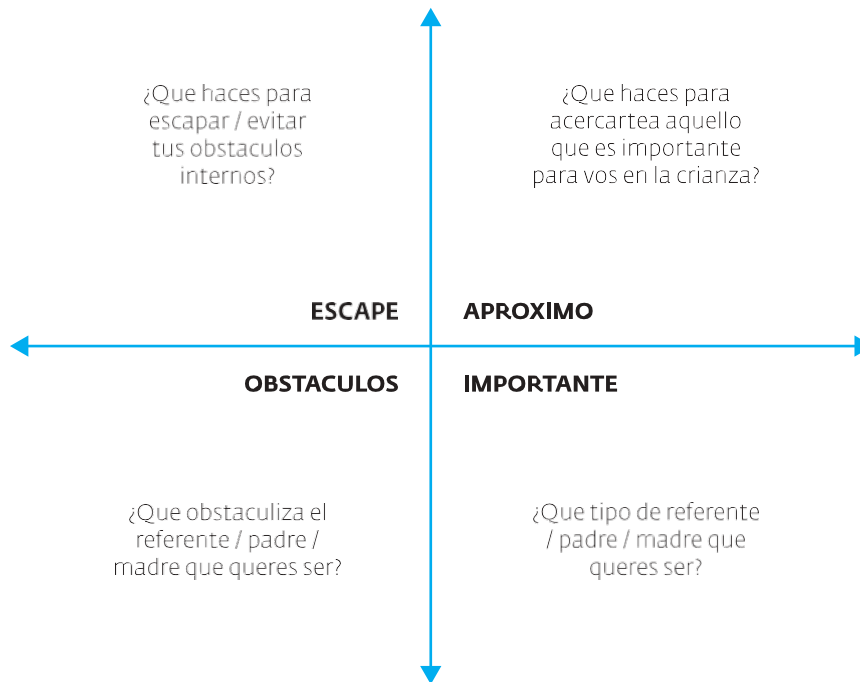 ¿Que haces para
escapar / evitar
tus obstaculos
internos?
¿Que haces para
acercartea aquello
que es importante
para vos en la crianza?
ESCAPE
APROXIMO
OBSTACULOS
IMPORTANTE
¿Que obstaculiza el
referente / padre /
madre que queres ser?
¿Que tipo de referente
/ padre / madre que
queres ser?